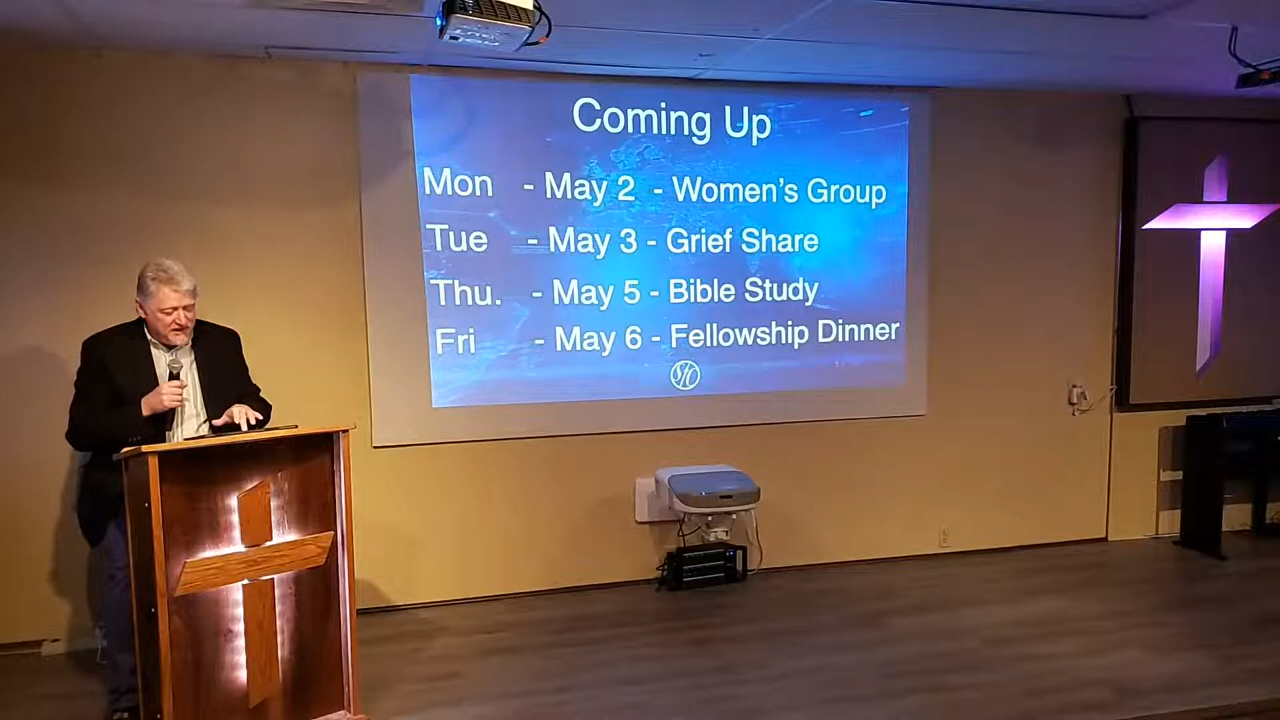 Coming Up
Mon - May 2 - Women's Group
Tue - May 3 - Grief Share
Thu. - May 5 - Bible Study
Fri - May 6 - Fellowship Dinner